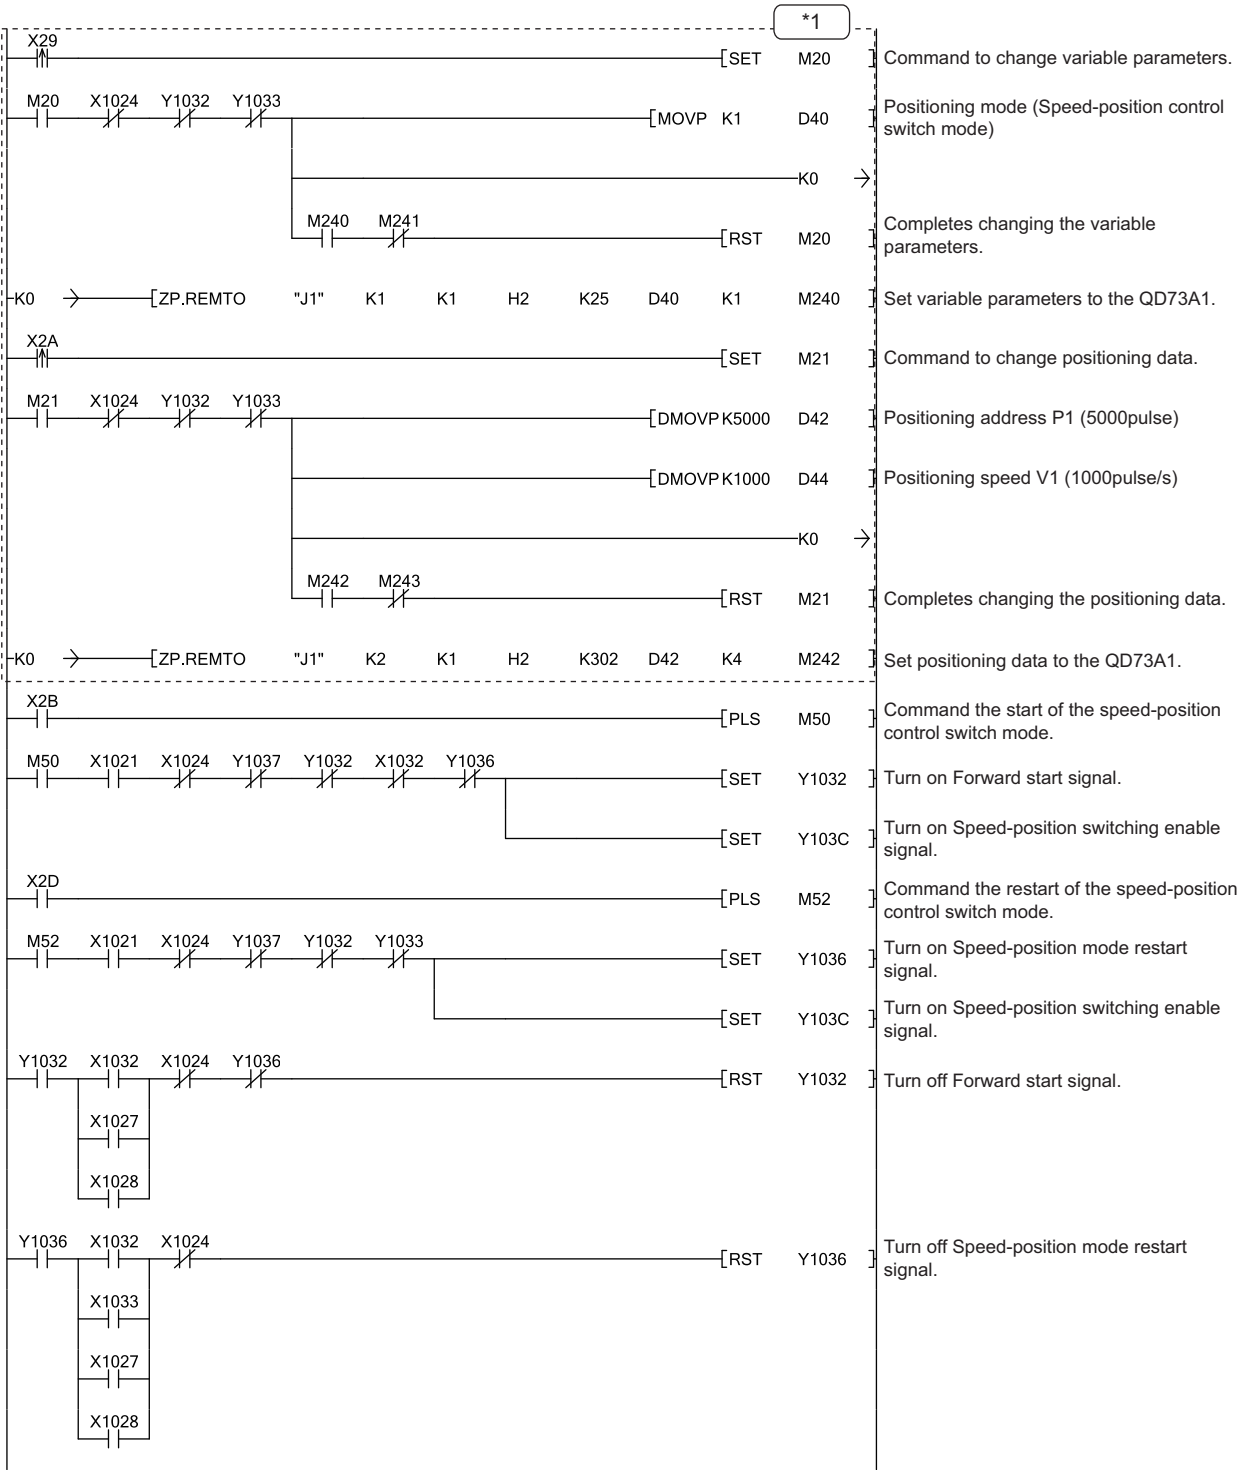 *1
X29
[SET M20 ] Command to change variable parameters.
M20 X1024 Y1032 Y1033
[MOVP K1 D40 ] Positioning mode (Speed-position control
switch mode)
K0
M240 M241
[RST M20 ] Completes changing the variable
parameters.
K0 [ZP.REMTO "J1" K1 K1 H2 K25 D40 K1 M240 ] Set variable parameters to the QD73A1.
X2A
[SET M21 ] Command to change positioning data.
M21 X1024 Y1032 Y1033
[DMOVP K5000 D42 ] Positioning address P1 (5000pulse)
[DMOVP K1000 D44 ] Positioning speed V1 (1000pulse/s)
K0
M242 M243
[RST M21 ] Completes changing the positioning data.
K0 [ZP.REMTO "J1" K2 K1 H2 K302 D42 K4 M242 ] Set positioning data to the QD73A1.
X2B
[PLS M50 ] Command the start of the speed-position
control switch mode.
M50 X1021 X1024 Y1037 Y1032 X1032 Y1036
[SET Y1032 ] Turn on Forward start signal.
[SET Y103C ] Turn on Speed-position switching enable
signal.
X2D
[PLS M52 ] Command the restart of the speed-position
control switch mode.
M52 X1021 X1024 Y1037 Y1032 Y1033
[SET Y1036 ] Turn on Speed-position mode restart
signal.
[SET Y103C ] Turn on Speed-position switching enable
signal.
Y1032 X1032 X1024 Y1036
[RST Y1032 ] Turn off Forward start signal.
X1027
X1028
Y1036 X1032 X1024
[RST Y1036 ] Turn off Speed-position mode restart
signal.
X1033
X1027
X1028